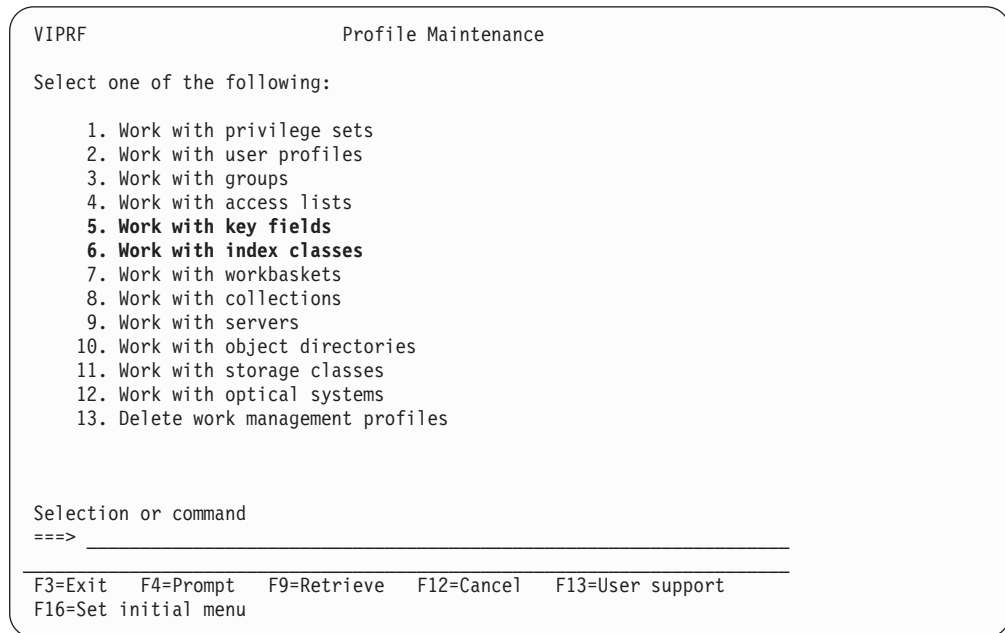 VIPRF Profile Maintenance
Select one of the following:
1. Work with privilege sets
2. Work with user profiles
3. Work with groups
4. Work with access lists
5. Work with key fields
6. Work with index classes
7. Work with workbaskets
8. Work with collections
9. Work with servers
10. Work with object directories
11. Work with storage classes
12. Work with optical systems
13. Delete work management profiles
Selection or command
===>
F3=Exit F4=Prompt F9=Retrieve F12=Cancel F13=User support
F16=Set initial menu